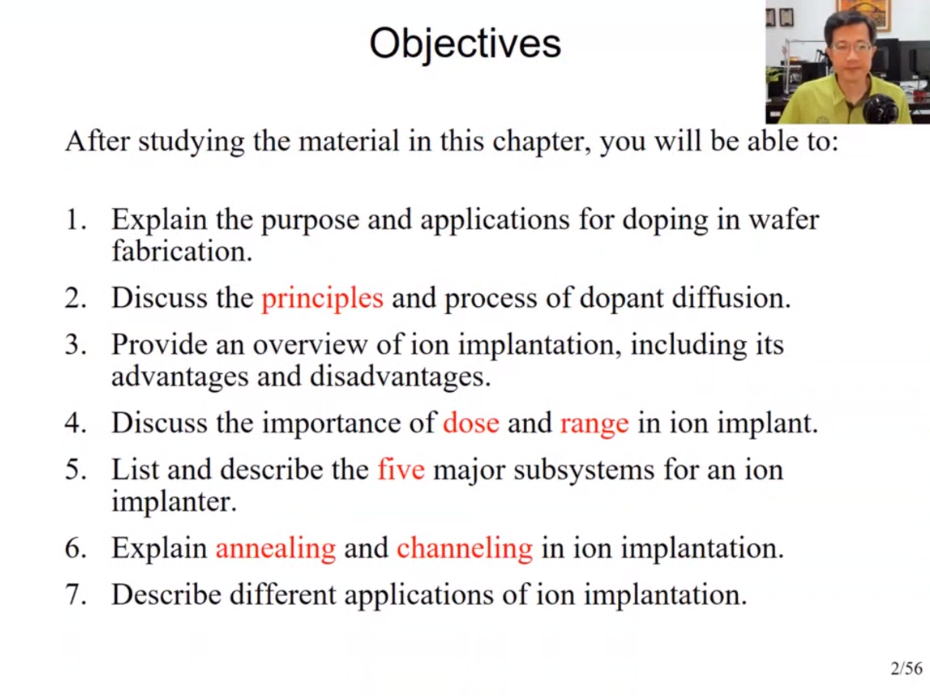 Objectives
After studying the material in this chapter, you will be able to:
1. Explain the purpose and applications for doping in wafer
fabrication.
2. Discuss the principles and process of dopant diffusion.
3. Provide an overview of ion implantation, including its
advantages and disadvantages.
4. Discuss the importance of dose and range in ion implant.
5. List and describe the five major subsystems for an ion
implanter.
6. Explain annealing and channeling in ion implantation.
7. Describe different applications of ion implantation.
2/56